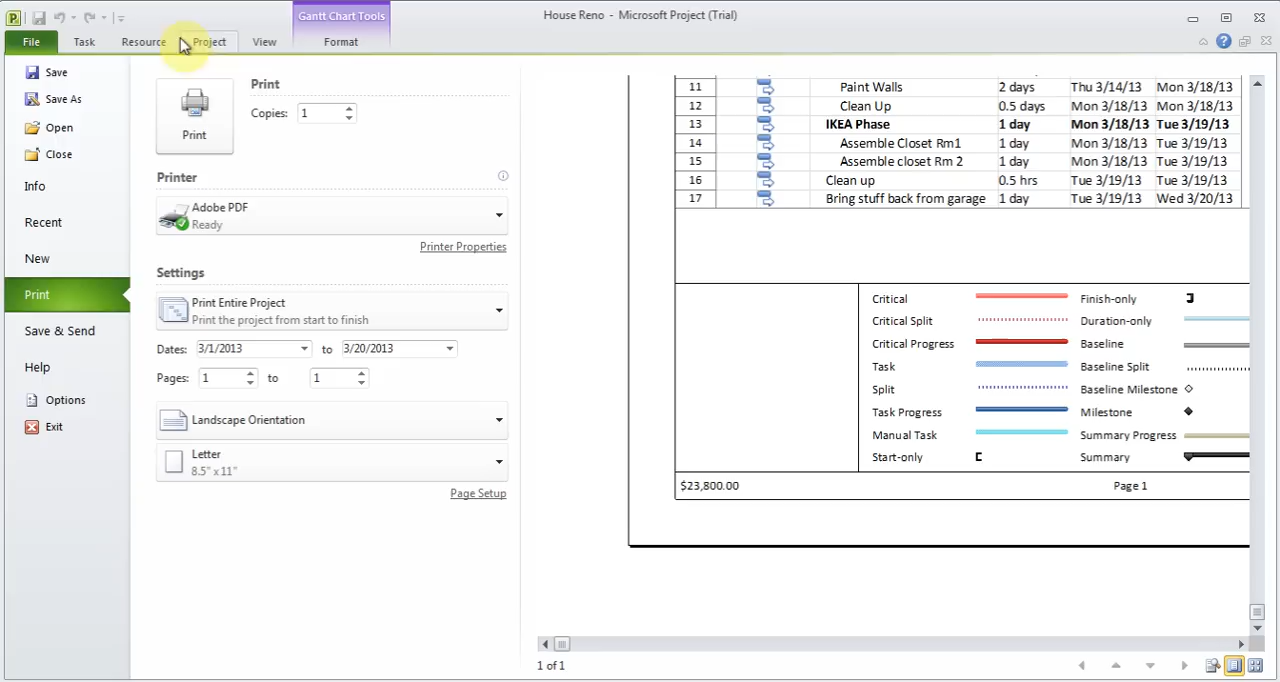 Gantt Chart Tools
House Reno - Microsoft Project (Trial)
File Task Resource Project View Format
Save
Save As
Open
Close
Info
Recent
New
Print
Save & Send
Help
Options
Exit
Print
Print
Copies: 1
Printer
Adobe PDF
Ready
Printer Properties
Settings
Print Entire Project
Print the project from start to finish
Dates: 3/1/2013 to 3/20/2013
Pages: 1 to 1
Landscape Orientation
Letter
8.5" x 11"
Page Setup
11 Paint Walls 2 days Thu 3/14/13 Mon 3/18/13
12 Clean Up 0.5 days Mon 3/18/13 Mon 3/18/13
13 IKEA Phase 1 day Mon 3/18/13 Tue 3/19/13
14 Assemble Closet Rm1 1 day Mon 3/18/13 Tue 3/19/13
15 Assemble closet Rm 2 1 day Mon 3/18/13 Tue 3/19/13
16 Clean up 0.5 hrs Tue 3/19/13 Tue 3/19/13
17 Bring stuff back from garage 1 day Tue 3/19/13 Wed 3/20/13
Critical Finish-only
Critical Split Duration-only
Critical Progress Baseline
Task Baseline Split
Split Baseline Milestone
Task Progress Milestone
Manual Task Summary Progress
Start-only Summary
$23,800.00 Page 1
1 of 1